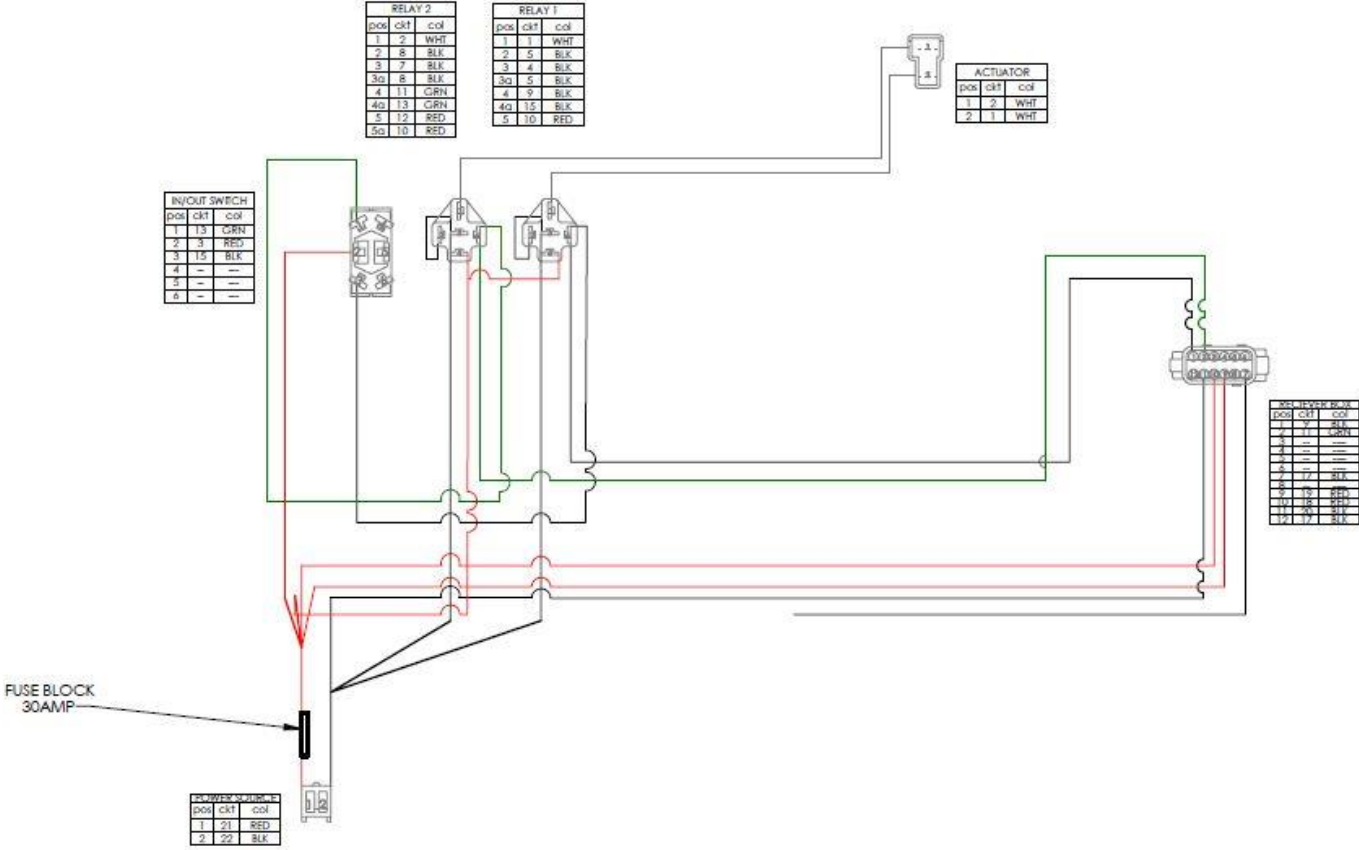 RELAY 2
pos ckt col
1 2 WHT
2 8 BLK
3 7 BLK
3a 8 BLK
4 11 GRN
4a 13 GRN
5 12 RED
5a 10 RED
RELAY 1
pos ckt col
1 1 WHT
2 5 BLK
3 4 BLK
3a 5 BLK
4 9 BLK
4a 15 BLK
5 10 RED
ACTUATOR
pos ckt col
1 2 WHT
2 1 WHT
IN/OUT SWITCH
pos ckt col
1 13 GRN
2 3 RED
3 15 BLK
4 -- ---
5 -- ---
6 -- ---
RECIEVER BOX
pos ckt col
1 9 BLK
2 11 GRN
3 -- ---
4 -- ---
5 -- ---
6 -- ---
7 17 BLK
8 -- ---
9 19 RED
10 18 RED
11 20 BLK
12 17 BLK
FUSE BLOCK
30AMP
POWER SOURCE
pos ckt col
1 21 RED
2 22 BLK
1 2